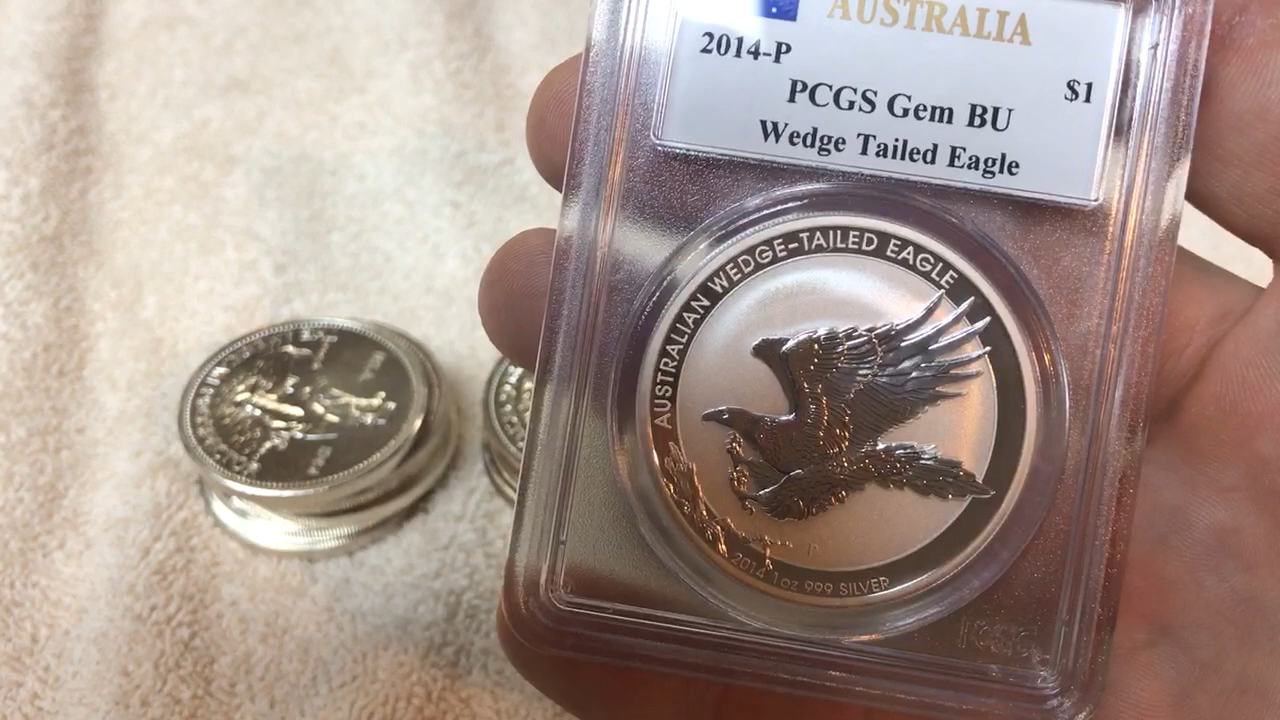 AUSTRALIA
2014-P
$1
PCGS Gem BU
Wedge Tailed Eagle
AUSTRALIAN WEDGE-TAILED EAGLE
P
2014 1oz 999 SILVER
PCGS